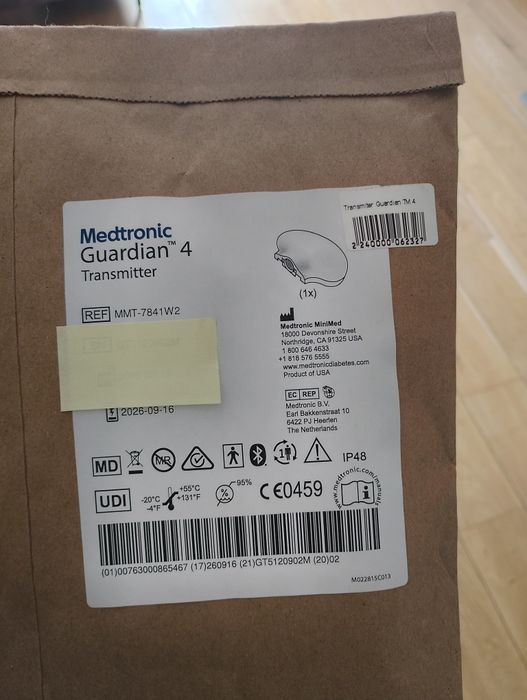 Transmiter Guardian TM 4
2 240000 062327
Medtronic
Guardian™ 4
Transmitter
(1x)
REF MMT-7841W2
Medtronic MiniMed
18000 Devonshire Street
Northridge, CA 91325 USA
1 800 646 4633
+1 818 576 5555
www.medtronicdiabetes.com
Product of USA
EC REP
Medtronic B.V.
Earl Bakkenstraat 10
6422 PJ Heerlen
The Netherlands
2026-09-16
MD
MR
1
IP48
UDI
-20°C
-4°F
+55°C
+131°F
%
95%
CE0459
www.medtronic.com/manuals
i
(01)00763000865467 (17)260916 (21)GT5120902M (20)02
M022815C013